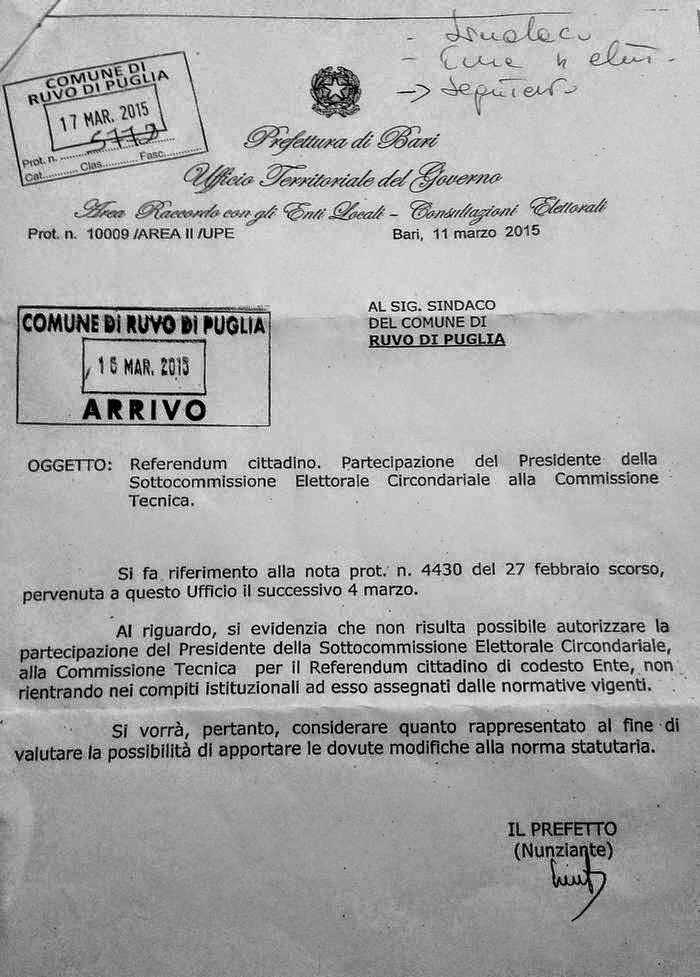 - Sindaco
COMUNE DI
RUVO DI PUGLIA
17 MAR. 2015
Prot. n.
Cat............ Clas............ Fasc............
Prefettura di Bari
Ufficio Territoriale del Governo
Area Raccordo con gli Enti Locali – Consultazioni Elettorali
Prot. n. 10009 /AREA II /UPE
Bari, 11 marzo 2015
AL SIG. SINDACO
DEL COMUNE DI
RUVO DI PUGLIA
COMUNE Di RUVO Di PUGLIA
MAR. 2015
ARRIVO
OGGETTO: Referendum cittadino. Partecipazione del Presidente della
Sottocommissione Elettorale Circondariale alla Commissione
Tecnica.
Si fa riferimento alla nota prot. n. 4430 del 27 febbraio scorso,
pervenuta a questo Ufficio il successivo 4 marzo.
Al riguardo, si evidenzia che non risulta possibile autorizzare la
partecipazione del Presidente della Sottocommissione Elettorale Circondariale,
alla Commissione Tecnica per il Referendum cittadino di codesto Ente, non
rientrando nei compiti istituzionali ad esso assegnati dalle normative vigenti.
Si vorrà, pertanto, considerare quanto rappresentato al fine di
valutare la possibilità di apportare le dovute modifiche alla norma statutaria.
IL PREFETTO
(Nunziante)